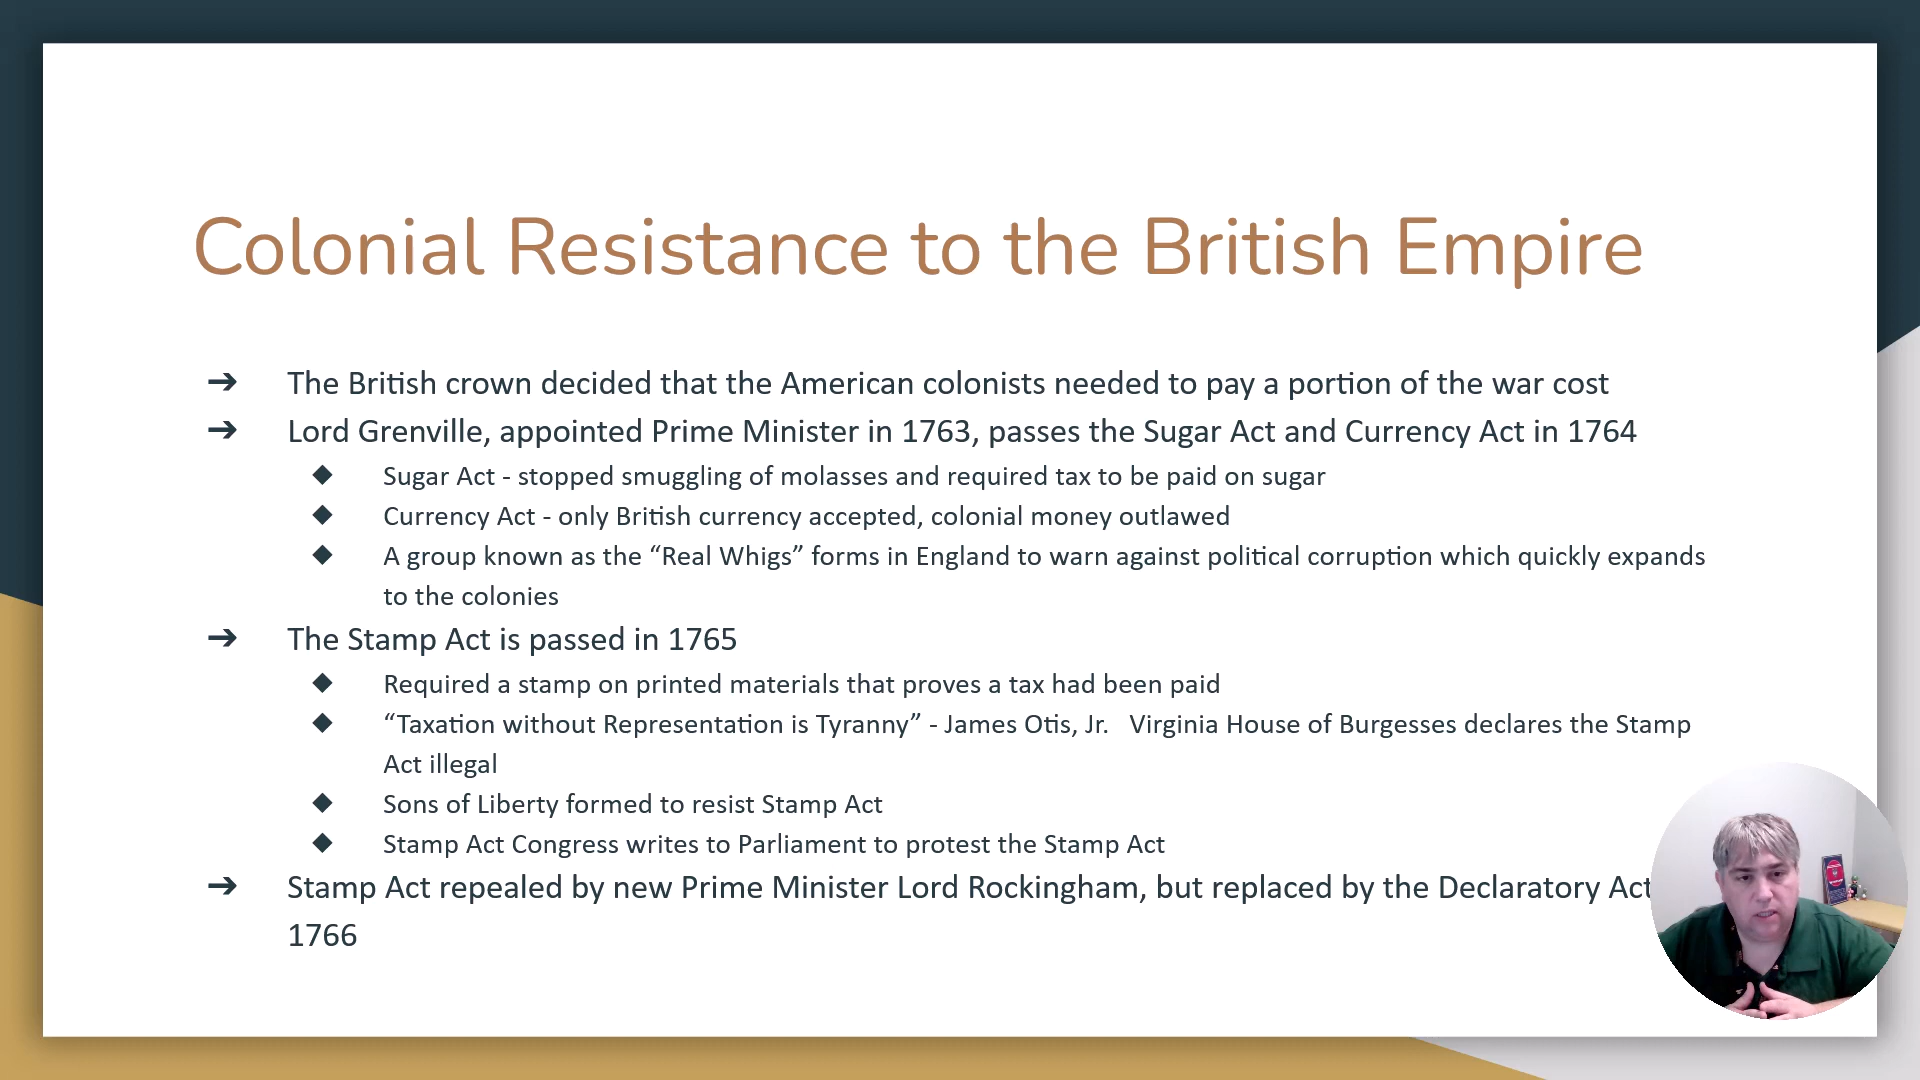 Colonial Resistance to the British Empire
➔ The British crown decided that the American colonists needed to pay a portion of the war cost
➔ Lord Grenville, appointed Prime Minister in 1763, passes the Sugar Act and Currency Act in 1764
◆ Sugar Act - stopped smuggling of molasses and required tax to be paid on sugar
◆ Currency Act - only British currency accepted, colonial money outlawed
◆ A group known as the “Real Whigs” forms in England to warn against political corruption which quickly expands
to the colonies
➔ The Stamp Act is passed in 1765
◆ Required a stamp on printed materials that proves a tax had been paid
◆ “Taxation without Representation is Tyranny” - James Otis, Jr. Virginia House of Burgesses declares the Stamp
Act illegal
◆ Sons of Liberty formed to resist Stamp Act
◆ Stamp Act Congress writes to Parliament to protest the Stamp Act
➔ Stamp Act repealed by new Prime Minister Lord Rockingham, but replaced by the Declaratory Act
1766